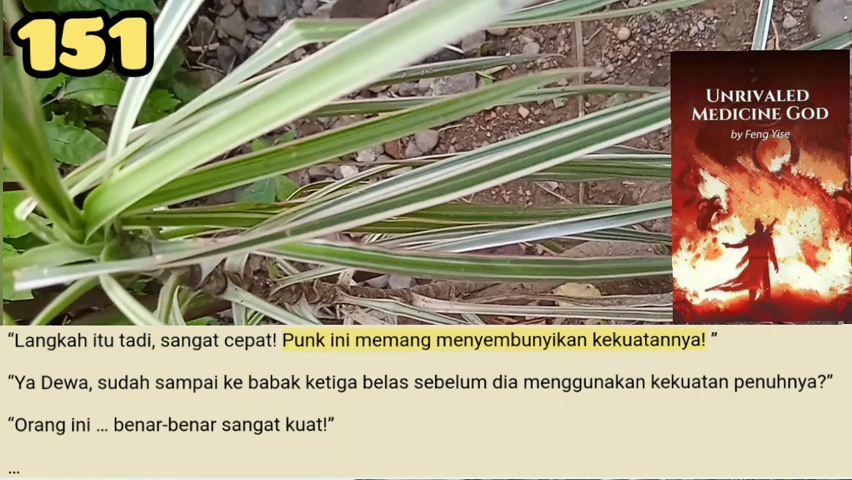 151
UNRIVALED
MEDICINE GOD
by Feng Yise
“Langkah itu tadi, sangat cepat! Punk ini memang menyembunyikan kekuatannya! ”
“Ya Dewa, sudah sampai ke babak ketiga belas sebelum dia menggunakan kekuatan penuhnya?”
“Orang ini ... benar-benar sangat kuat!”
...